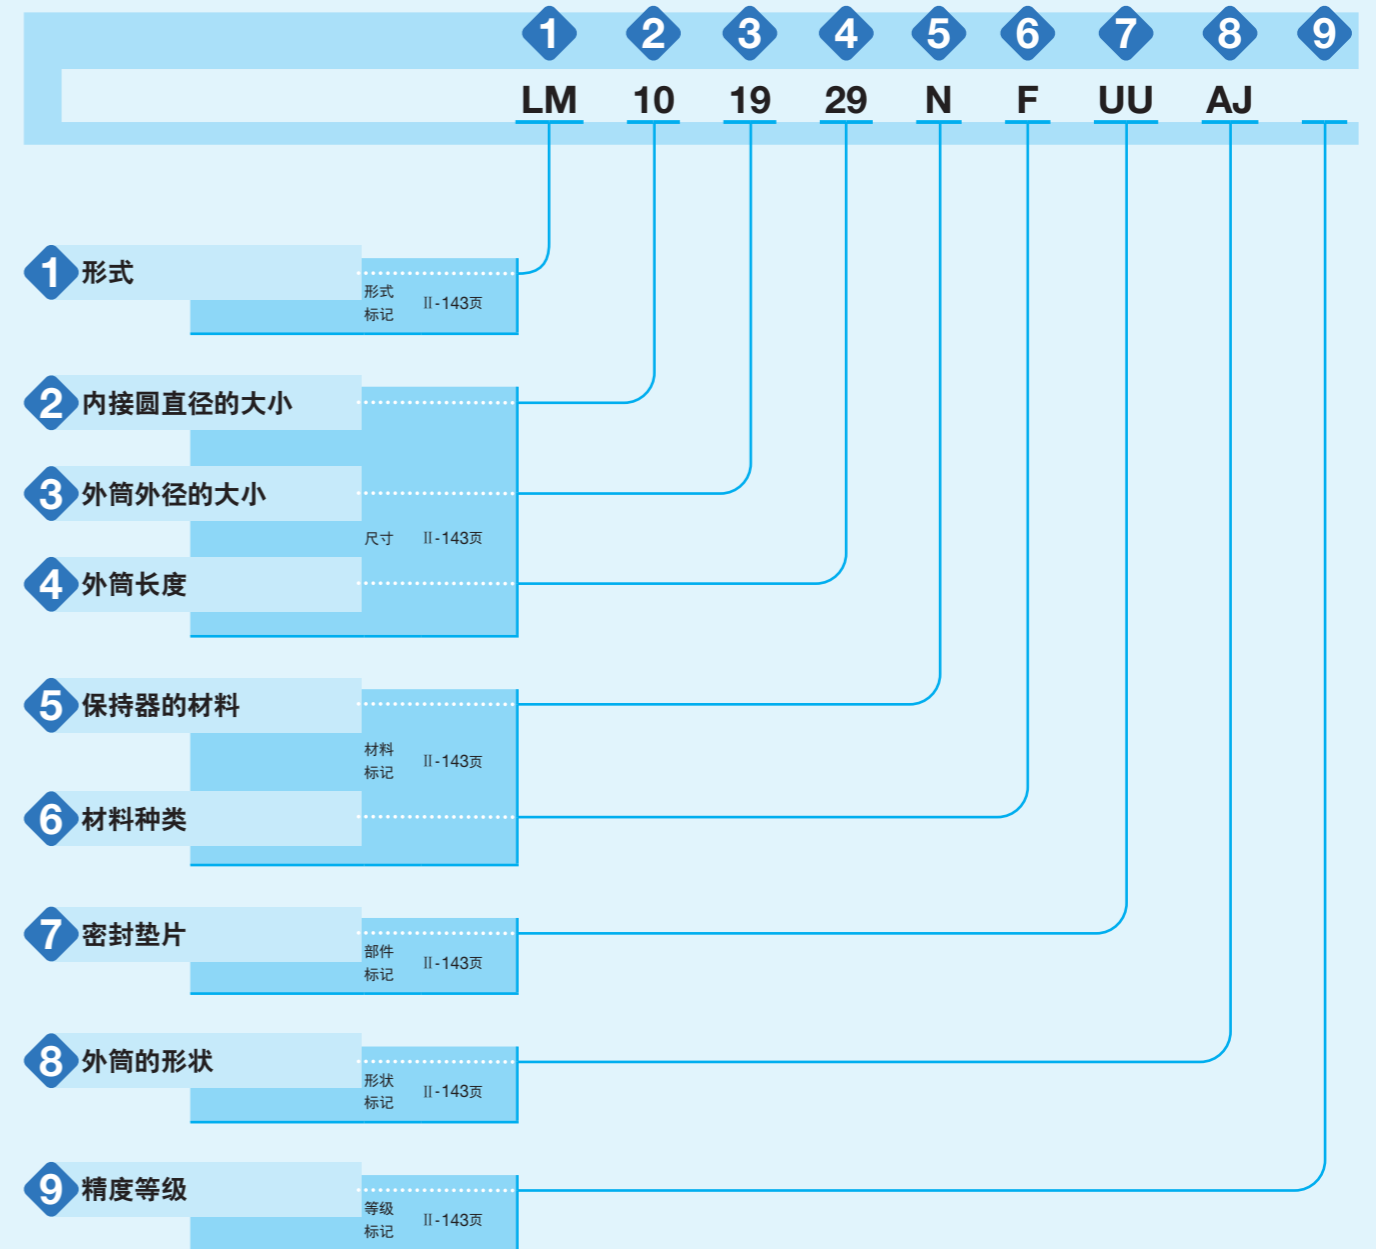 1 2 3 4 5 6 7 8 9
LM 10 19 29 N F UU AJ
1 形式
形式 Ⅱ-143页
标记
2 内接圆直径的大小
3 外筒外径的大小
尺寸 Ⅱ-143页
4 外筒长度
5 保持器的材料
材料 Ⅱ-143页
标记
6 材料种类
7 密封垫片
部件 Ⅱ-143页
标记
8 外筒的形状
形状 Ⅱ-143页
标记
9 精度等级
等级 Ⅱ-143页
标记